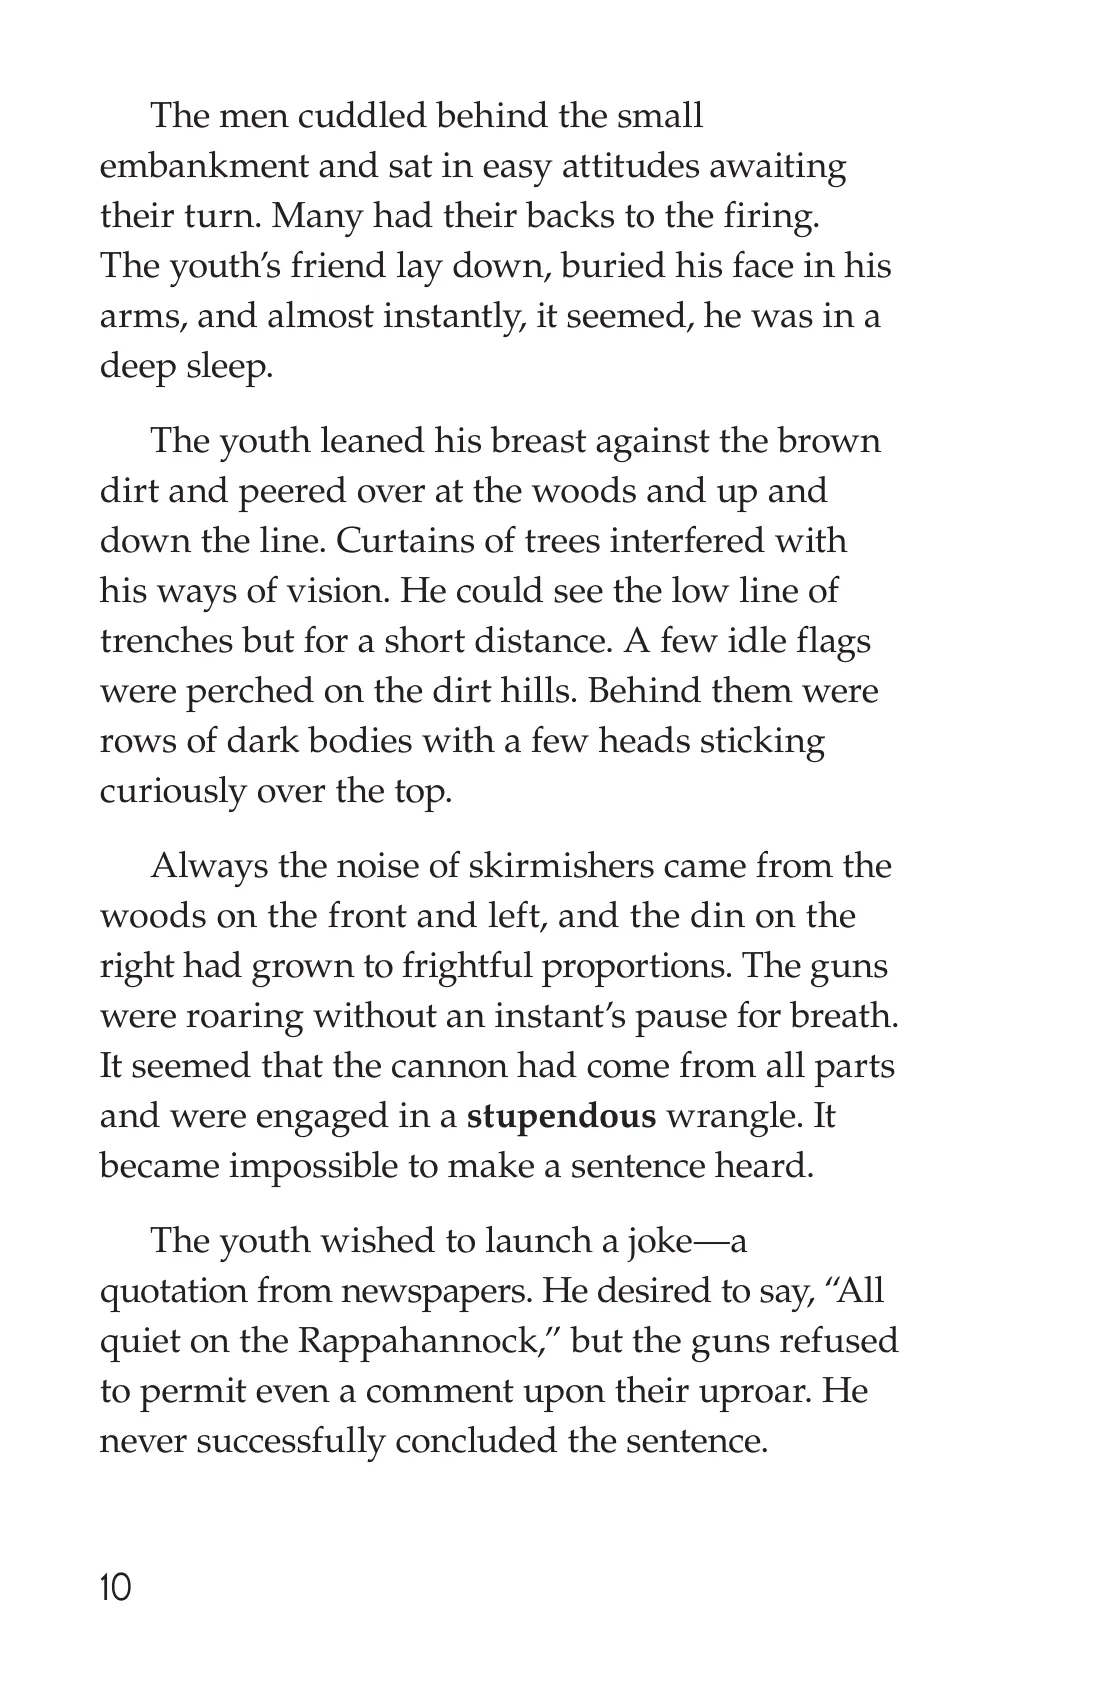 The men cuddled behind the small
embankment and sat in easy attitudes awaiting
their turn. Many had their backs to the firing.
The youth’s friend lay down, buried his face in his
arms, and almost instantly, it seemed, he was in a
deep sleep.
The youth leaned his breast against the brown
dirt and peered over at the woods and up and
down the line. Curtains of trees interfered with
his ways of vision. He could see the low line of
trenches but for a short distance. A few idle flags
were perched on the dirt hills. Behind them were
rows of dark bodies with a few heads sticking
curiously over the top.
Always the noise of skirmishers came from the
woods on the front and left, and the din on the
right had grown to frightful proportions. The guns
were roaring without an instant’s pause for breath.
It seemed that the cannon had come from all parts
and were engaged in a stupendous wrangle. It
became impossible to make a sentence heard.
The youth wished to launch a joke—a
quotation from newspapers. He desired to say, “All
quiet on the Rappahannock,” but the guns refused
to permit even a comment upon their uproar. He
never successfully concluded the sentence.
10